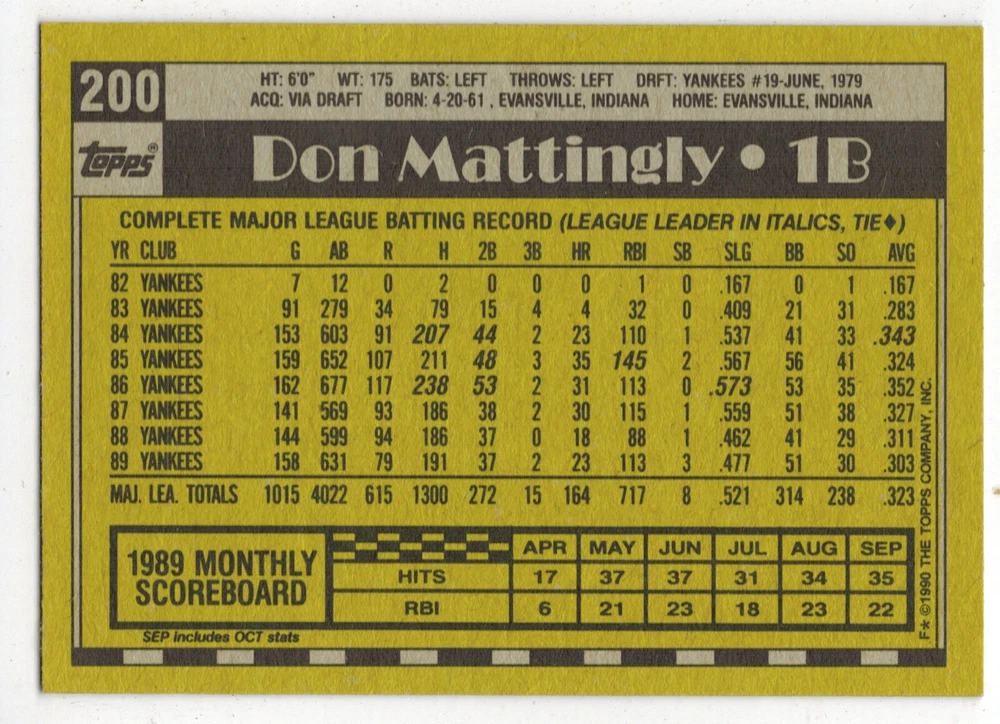 200
HT: 6'0" WT: 175 BATS: LEFT THROWS: LEFT DRFT: YANKEES #19-JUNE, 1979
ACQ: VIA DRAFT BORN: 4-20-61 , EVANSVILLE, INDIANA HOME: EVANSVILLE, INDIANA
Topps®
Don Mattingly • 1B
COMPLETE MAJOR LEAGUE BATTING RECORD (LEAGUE LEADER IN ITALICS, TIE♦)
YR CLUB G AB R H 2B 3B HR RBI SB SLG BB SO AVG
82 YANKEES 7 12 0 2 0 0 0 1 0 .167 0 1 .167
83 YANKEES 91 279 34 79 15 4 4 32 0 .409 21 31 .283
84 YANKEES 153 603 91 207 44 2 23 110 1 .537 41 33 .343
85 YANKEES 159 652 107 211 48 3 35 145 2 .567 56 41 .324
86 YANKEES 162 677 117 238 53 2 31 113 0 .573 53 35 .352
87 YANKEES 141 569 93 186 38 2 30 115 1 .559 51 38 .327
88 YANKEES 144 599 94 186 37 0 18 88 1 .462 41 29 .311
89 YANKEES 158 631 79 191 37 2 23 113 3 .477 51 30 .303
MAJ. LEA. TOTALS 1015 4022 615 1300 272 15 164 717 8 .521 314 238 .323
1989 MONTHLY
SCOREBOARD
APR MAY JUN JUL AUG SEP
HITS 17 37 37 31 34 35
RBI 6 21 23 18 23 22
SEP includes OCT stats
F* ©1990 THE TOPPS COMPANY, INC.